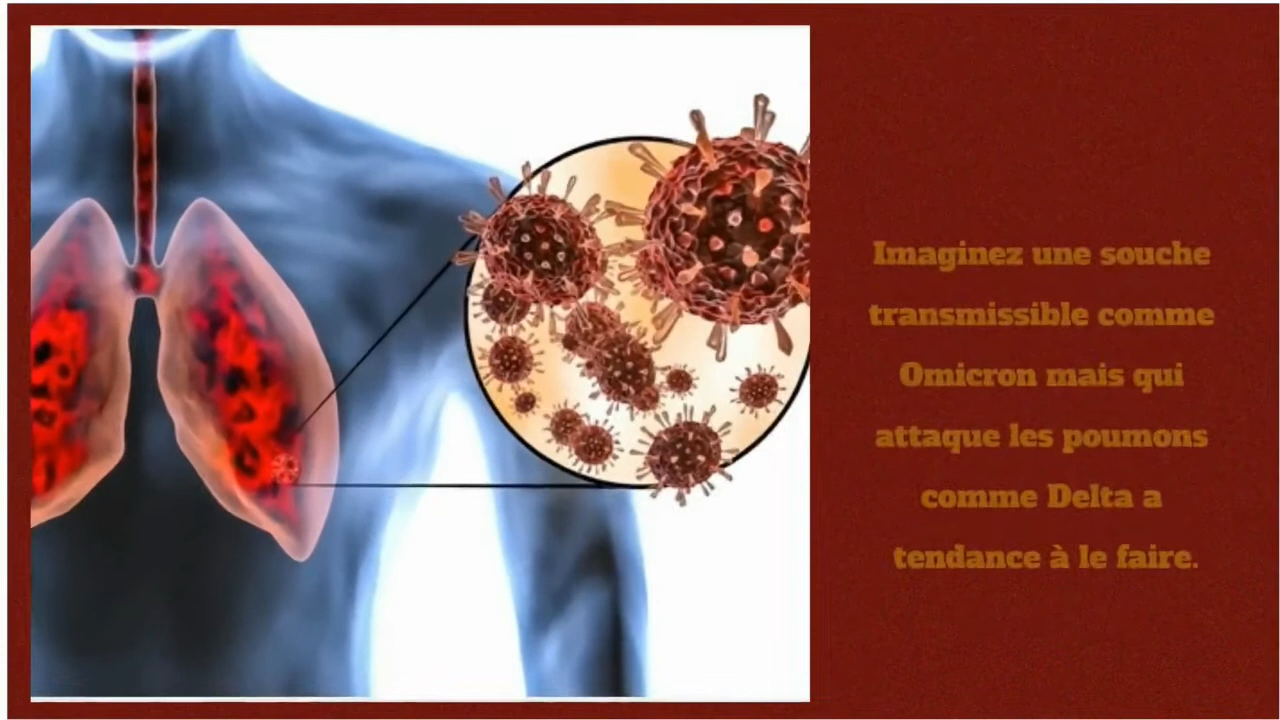 Imaginez une souche
transmissible comme
Omicron mais qui
attaque les poumons
comme Delta a
tendance à le faire.